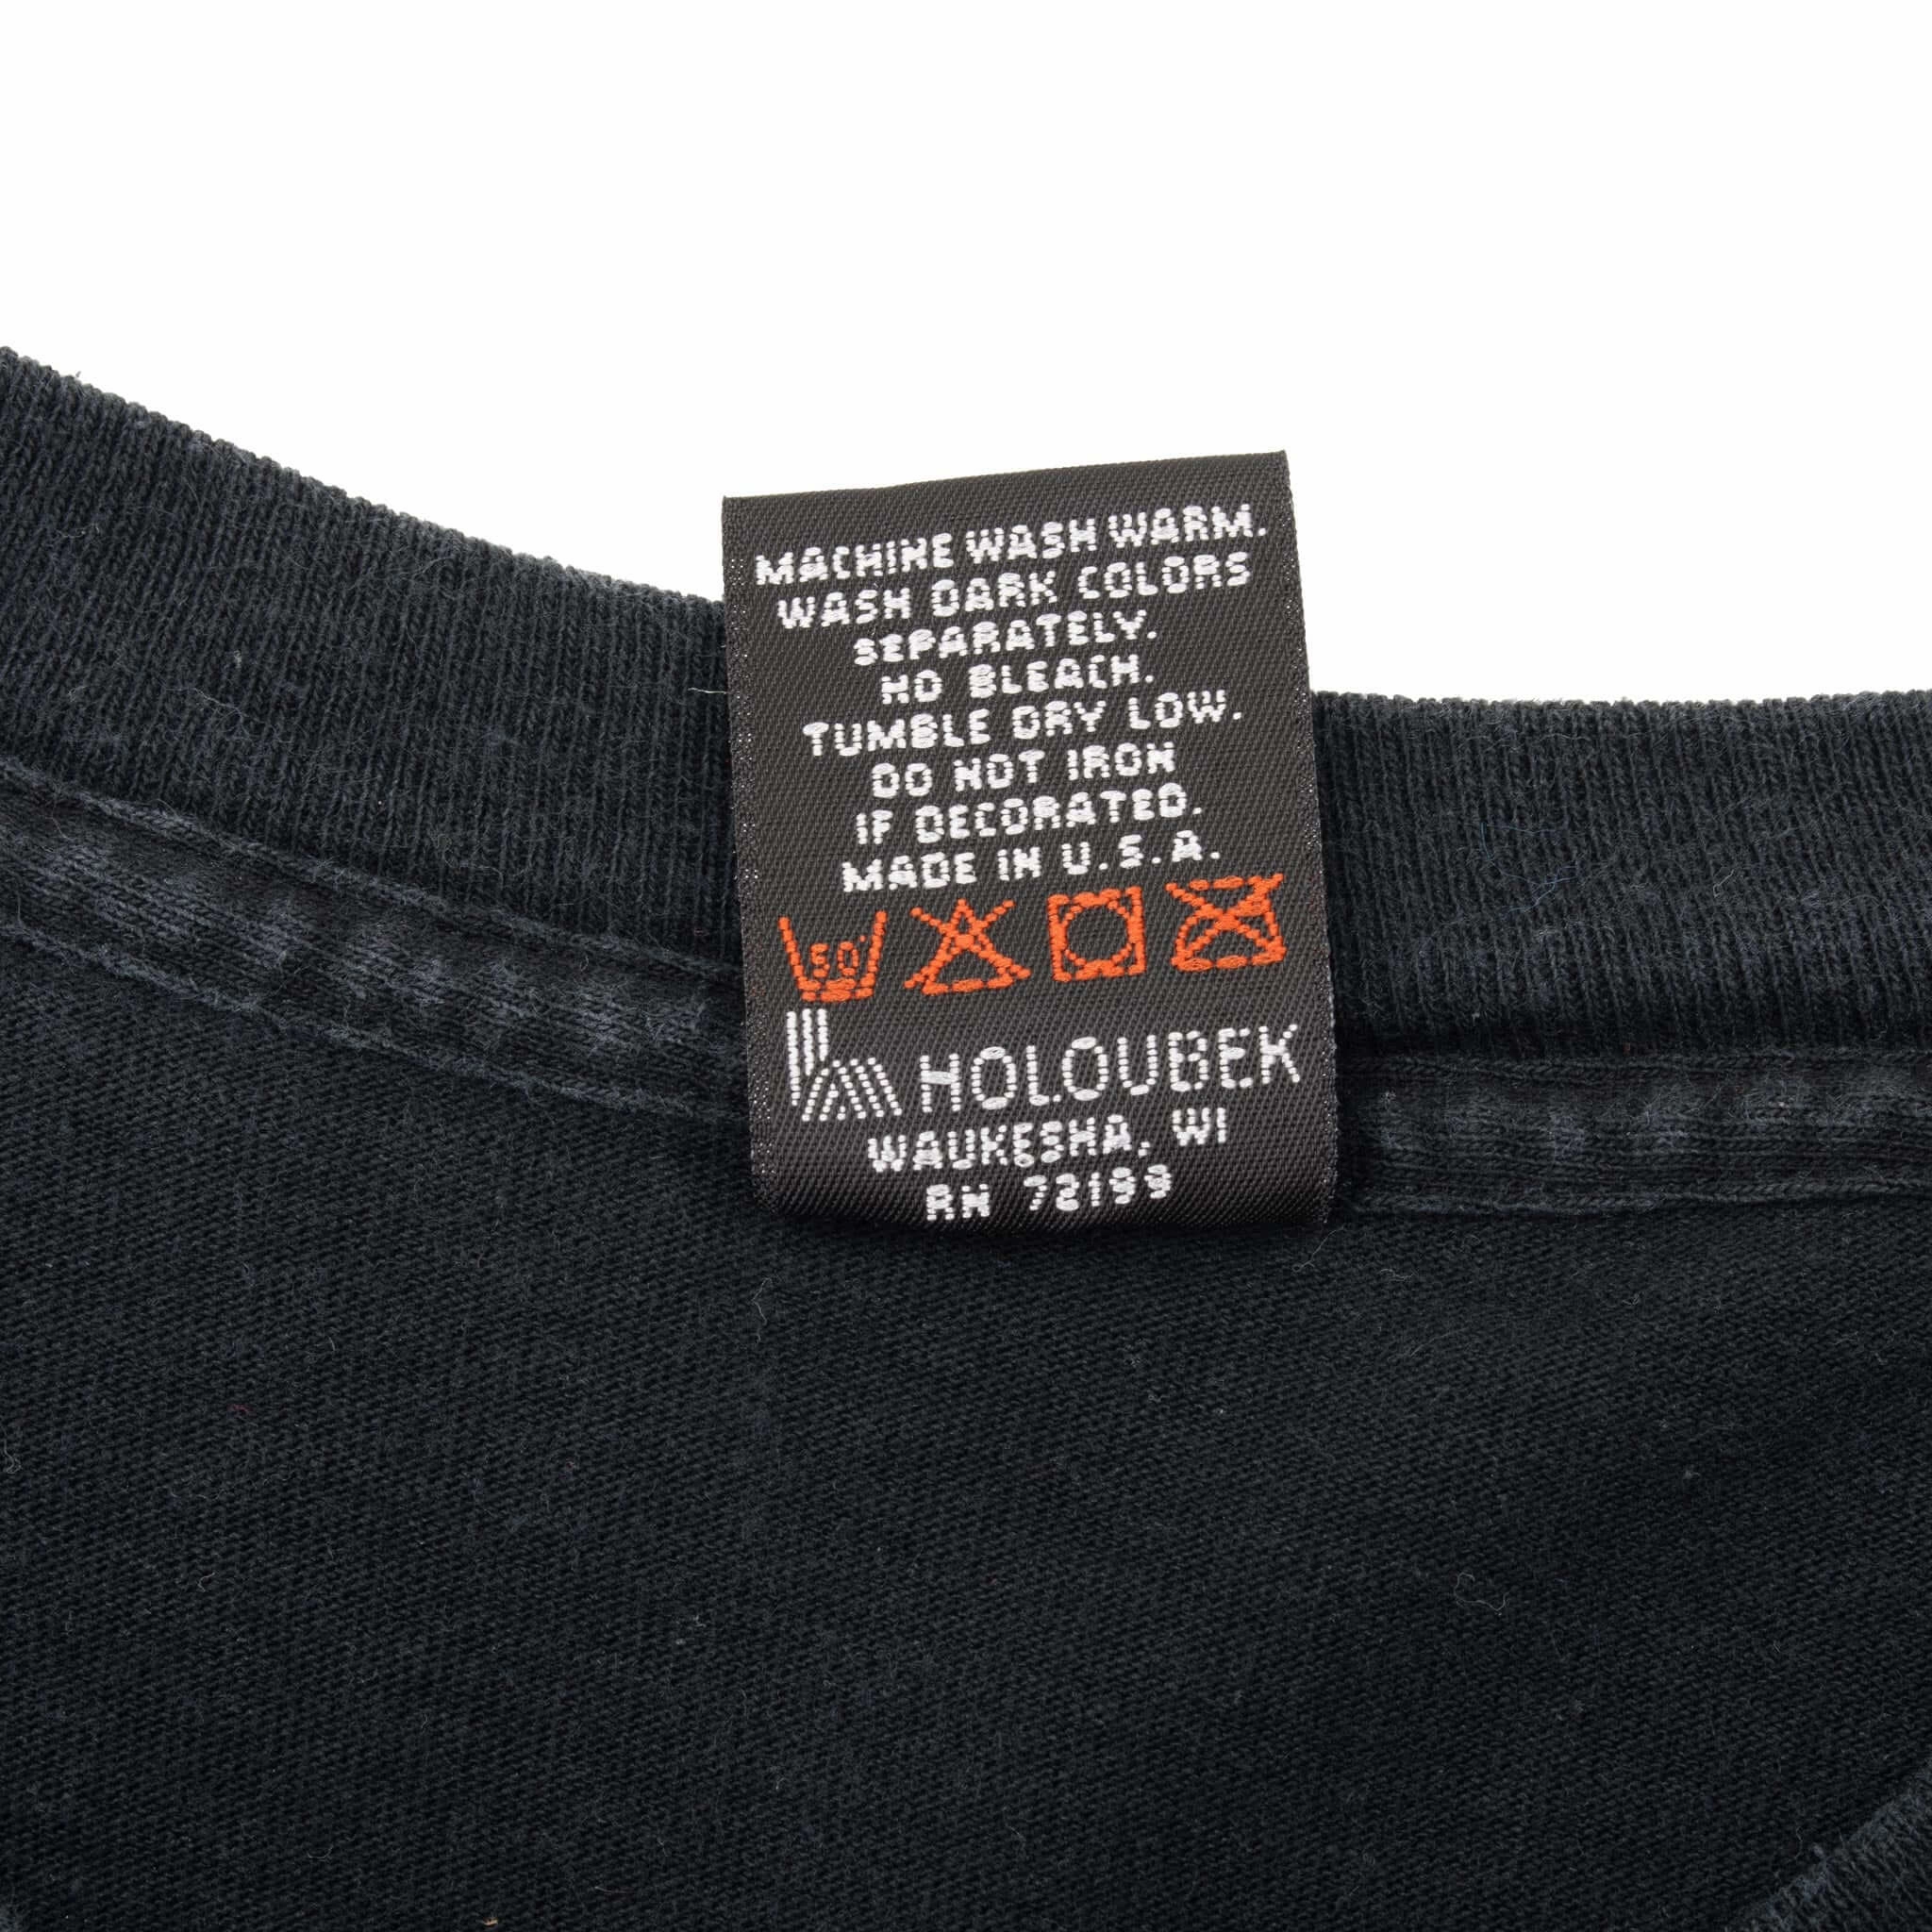 MACHINE WASH WARM.
WASH DARK COLORS
SEPARATELY.
NO BLEACH.
TUMBLE DRY LOW.
DO NOT IRON
IF DECORATED.
MADE IN U.S.A.
50°
HOLOUBEK
WAUKESHA, WI
RN 72199